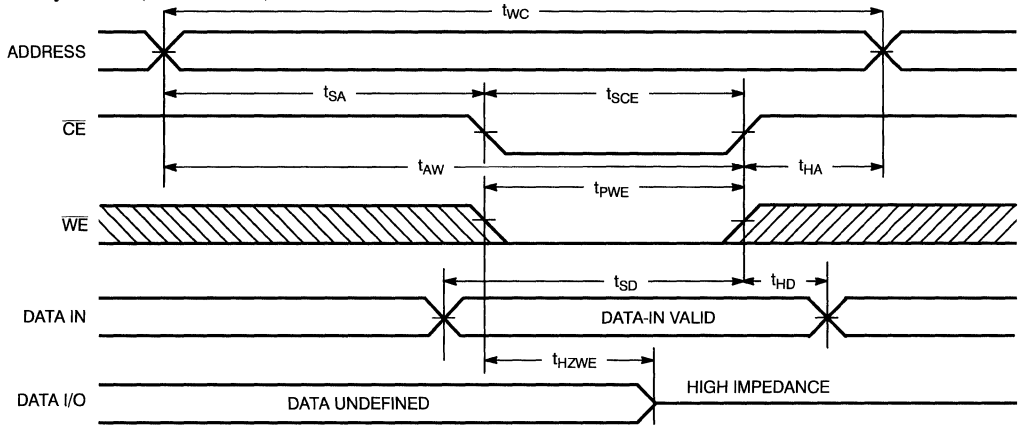 tWC
ADDRESS
tSA
tSCE
CE
tAW
tHA
tPWE
WE
tSD
tHD
DATA IN
DATA-IN VALID
tHZWE
DATA I/O
DATA UNDEFINED
HIGH IMPEDANCE